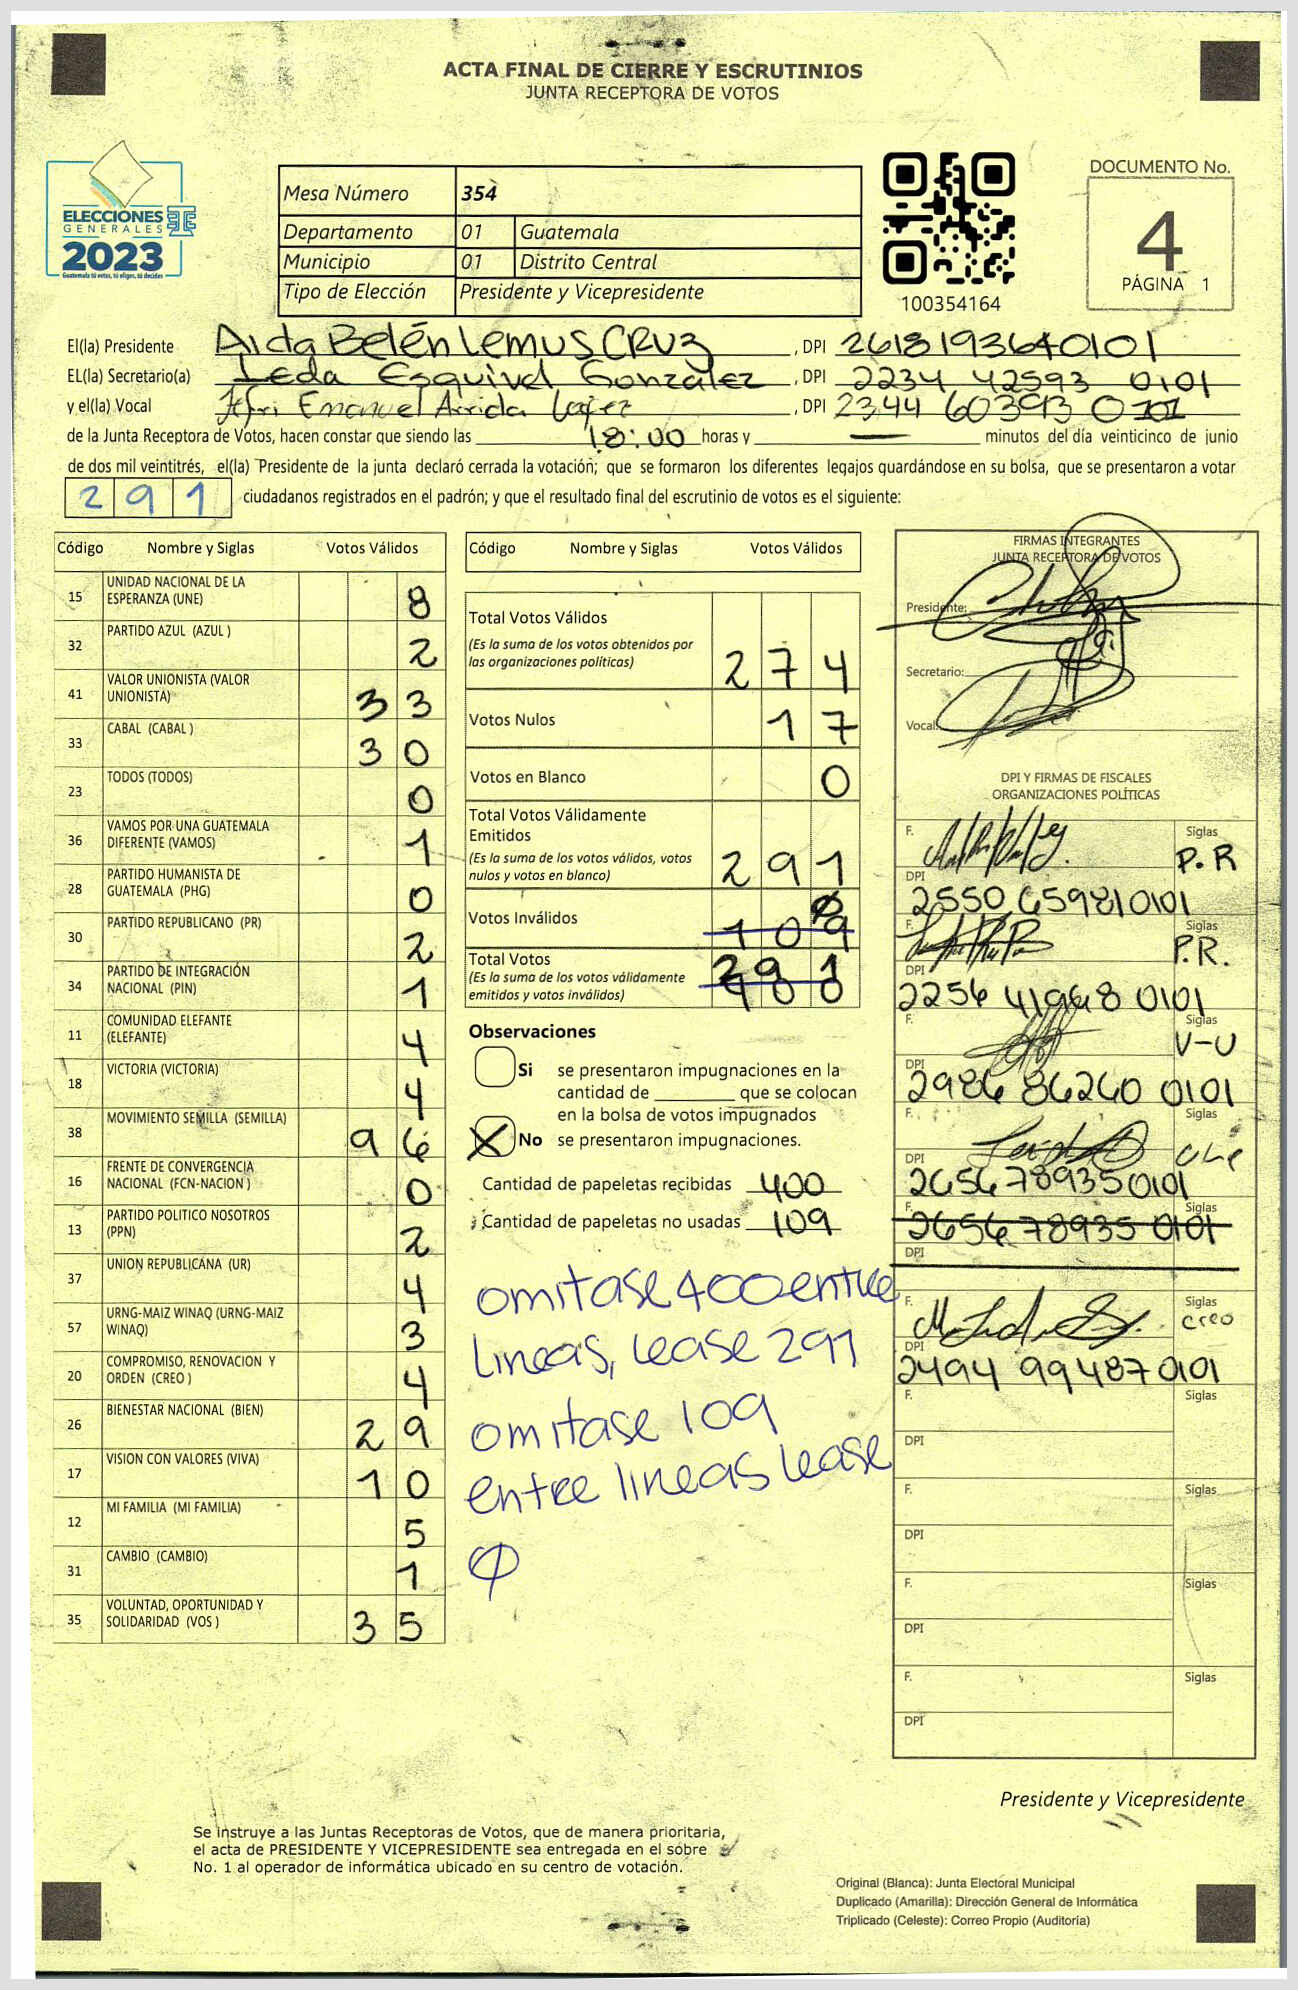 ACTA FINAL DE CIERRE Y ESCRUTINIOS
JUNTA RECEPTORA DE VOTOS
ELECCIONES
GENERALES
2023
Guatemala tú votas, tú eliges, tú decides
Mesa Número 354
Departamento 01 Guatemala
Municipio 01 Distrito Central
Tipo de Elección Presidente y Vicepresidente
100354164
DOCUMENTO No.
4
PÁGINA 1
El(la) Presidente Aida Belén Lemus CRUZ, DPI 2618193640101
EL(la) Secretario(a) Leda Esquivel González, DPI 2234 42593 0101
y el(la) Vocal Emanuel Arrida López, DPI 2344 60393 0101
de la Junta Receptora de Votos, hacen constar que siendo las 18:00 horas y — minutos del día veinticinco de junio
de dos mil veintitrés, el(la) Presidente de la junta declaró cerrada la votación; que se formaron los diferentes legajos guardándose en su bolsa, que se presentaron a votar
291 ciudadanos registrados en el padrón; y que el resultado final del escrutinio de votos es el siguiente:
Código Nombre y Siglas Votos Válidos
15 UNIDAD NACIONAL DE LA ESPERANZA (UNE) 8
32 PARTIDO AZUL (AZUL ) 2
41 VALOR UNIONISTA (VALOR UNIONISTA) 33
33 CABAL (CABAL ) 30
23 TODOS (TODOS) 0
36 VAMOS POR UNA GUATEMALA DIFERENTE (VAMOS) 1
28 PARTIDO HUMANISTA DE GUATEMALA (PHG) 0
30 PARTIDO REPUBLICANO (PR) 2
34 PARTIDO DE INTEGRACIÓN NACIONAL (PIN) 1
11 COMUNIDAD ELEFANTE (ELEFANTE) 4
18 VICTORIA (VICTORIA) 4
38 MOVIMIENTO SEMILLA (SEMILLA) 96
16 FRENTE DE CONVERGENCIA NACIONAL (FCN-NACION ) 0
13 PARTIDO POLITICO NOSOTROS (PPN) 2
37 UNION REPUBLICANA (UR) 4
57 URNG-MAIZ WINAQ (URNG-MAIZ WINAQ) 3
20 COMPROMISO, RENOVACION Y ORDEN (CREO ) 4
26 BIENESTAR NACIONAL (BIEN) 29
17 VISION CON VALORES (VIVA) 10
12 MI FAMILIA (MI FAMILIA) 5
31 CAMBIO (CAMBIO) 1
35 VOLUNTAD, OPORTUNIDAD Y SOLIDARIDAD (VOS ) 35
Código Nombre y Siglas Votos Válidos
Total Votos Válidos
(Es la suma de los votos obtenidos por
las organizaciones políticas) 274
Votos Nulos 17
Votos en Blanco 0
Total Votos Válidamente
Emitidos
(Es la suma de los votos válidos, votos
nulos y votos en blanco) 291
Votos Inválidos 109 Ø
Total Votos
(Es la suma de los votos válidamente
emitidos y votos inválidos) 400 291
Observaciones
Si se presentaron impugnaciones en la
cantidad de ________ que se colocan
en la bolsa de votos impugnados
X No se presentaron impugnaciones.
Cantidad de papeletas recibidas 400
Cantidad de papeletas no usadas 109
omitase 400 entre
lineas, lease 291
omitase 109
entre lineas lease
Ø
FIRMAS INTEGRANTES
JUNTA RECEPTORA DE VOTOS
Presidente:
Secretario:
Vocal:
DPI Y FIRMAS DE FISCALES
ORGANIZACIONES POLÍTICAS
F. Siglas P.R
DPI 2550 659810101
F. Siglas P.R.
DPI 2256 41968 0101
F. Siglas V-U
DPI 2986 86260 0101
F. Siglas une
DPI 2656789350101
F. Siglas
2656 78935 0101
DPI
F. Siglas creo
DPI 2494 99487 0101
F. Siglas
DPI
F. Siglas
DPI
F. Siglas
DPI
F. Siglas
DPI
Presidente y Vicepresidente
Se instruye a las Juntas Receptoras de Votos, que de manera prioritaria,
el acta de PRESIDENTE Y VICEPRESIDENTE sea entregada en el sobre
No. 1 al operador de informática ubicado en su centro de votación.
Original (Blanca): Junta Electoral Municipal
Duplicado (Amarilla): Dirección General de Informática
Triplicado (Celeste): Correo Propio (Auditoría)